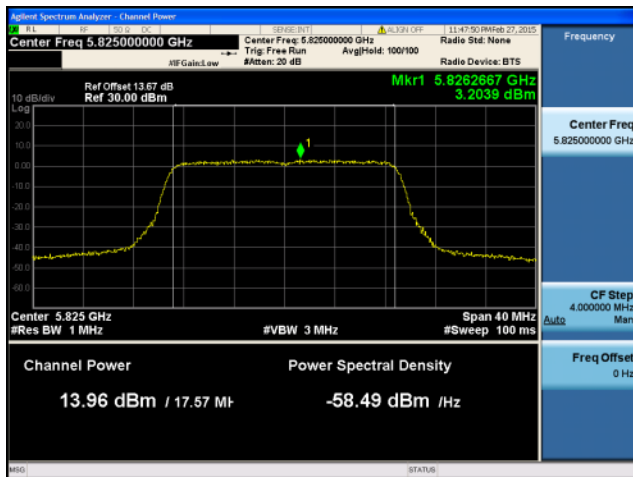 Agilent Spectrum Analyzer - Channel Power
RL RF 50 Ω DC SENSE:INT ALIGN OFF 11:47:50 PM Feb 27, 2015
Center Freq 5.825000000 GHz
Center Freq: 5.825000000 GHz
Radio Std: None
Trig: Free Run Avg|Hold: 100/100
#IFGain:Low #Atten: 20 dB Radio Device: BTS
Ref Offset 13.67 dB
10 dB/div Ref 30.00 dBm
Mkr1 5.8262667 GHz
3.2039 dBm
Log
20.0
10.0
0.00
-10.0
-20.0
-30.0
-40.0
-50.0
-60.0
1
Center 5.825 GHz Span 40 MHz
#Res BW 1 MHz #VBW 3 MHz #Sweep 100 ms
Channel Power Power Spectral Density
13.96 dBm / 17.57 MH -58.49 dBm /Hz
MSG STATUS
Frequency
Center Freq
5.825000000 GHz
CF Step
4.000000 MHz
Auto Man
Freq Offset
0 Hz